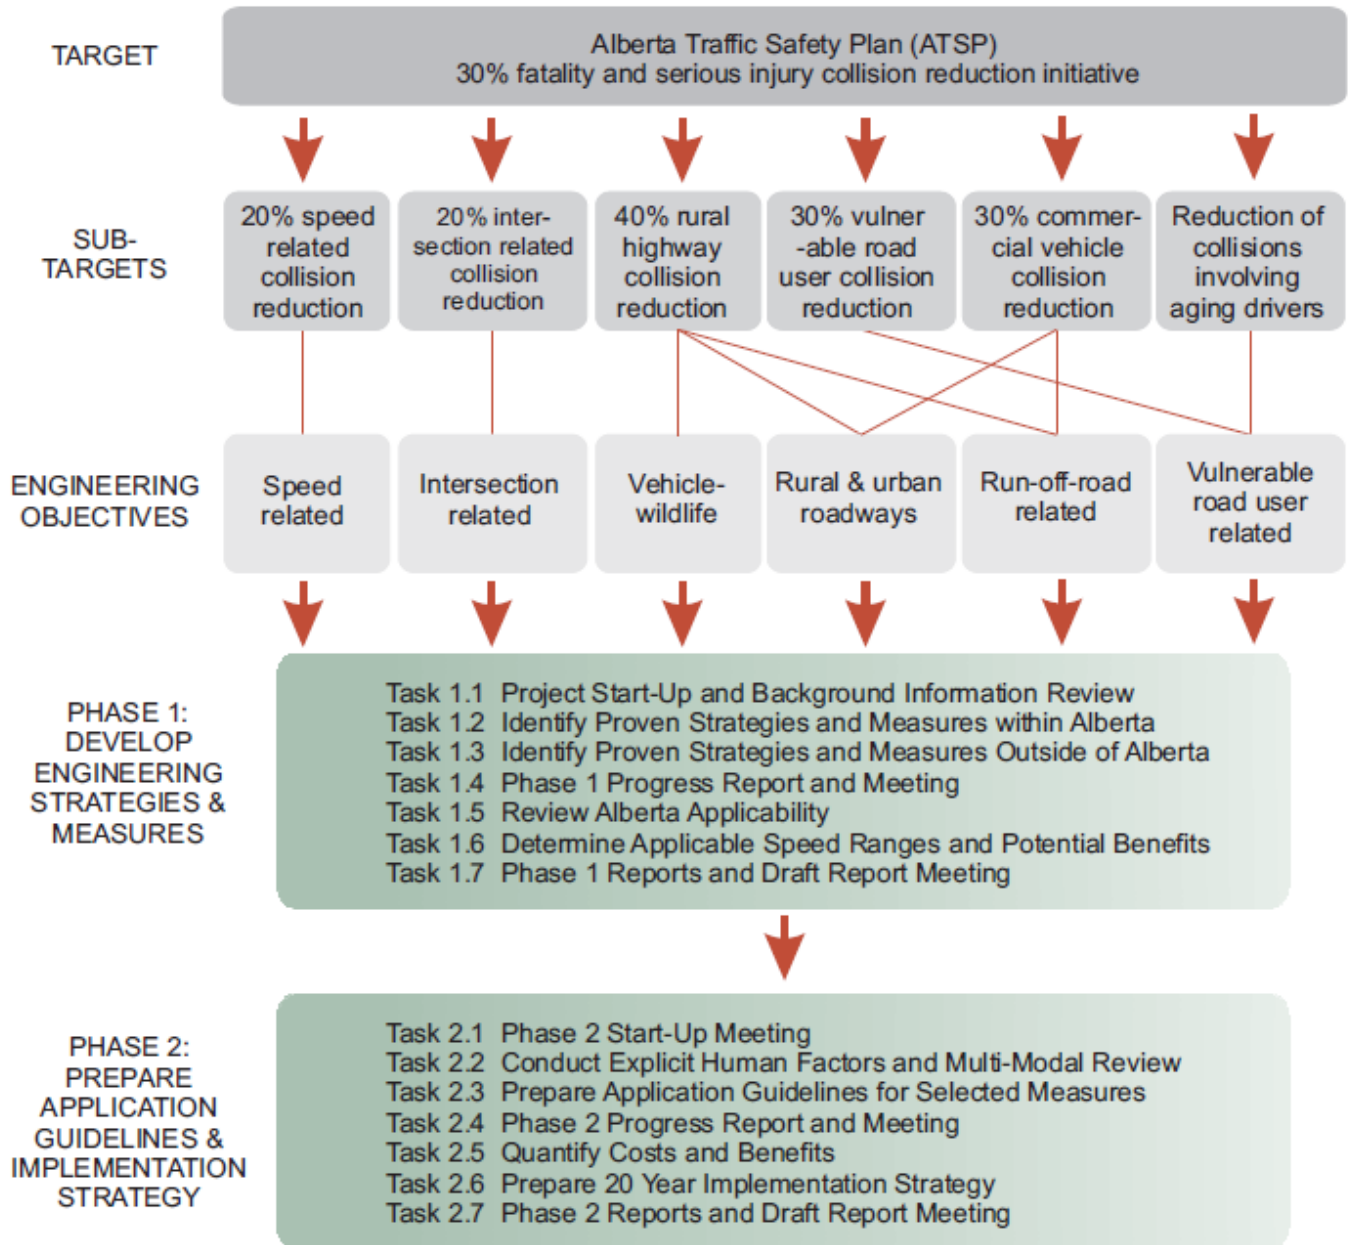 TARGET
Alberta Traffic Safety Plan (ATSP)
30% fatality and serious injury collision reduction initiative
SUB-
TARGETS
20% speed
related
collision
reduction
20% inter-
section related
collision
reduction
40% rural
highway
collision
reduction
30% vulner
-able road
user collision
reduction
30% commer-
cial vehicle
collision
reduction
Reduction of
collisions
involving
aging drivers
ENGINEERING
OBJECTIVES
Speed
related
Intersection
related
Vehicle-
wildlife
Rural & urban
roadways
Run-off-road
related
Vulnerable
road user
related
PHASE 1:
DEVELOP
ENGINEERING
STRATEGIES &
MEASURES
Task 1.1 Project Start-Up and Background Information Review
Task 1.2 Identify Proven Strategies and Measures within Alberta
Task 1.3 Identify Proven Strategies and Measures Outside of Alberta
Task 1.4 Phase 1 Progress Report and Meeting
Task 1.5 Review Alberta Applicability
Task 1.6 Determine Applicable Speed Ranges and Potential Benefits
Task 1.7 Phase 1 Reports and Draft Report Meeting
PHASE 2:
PREPARE
APPLICATION
GUIDELINES &
IMPLEMENTATION
STRATEGY
Task 2.1 Phase 2 Start-Up Meeting
Task 2.2 Conduct Explicit Human Factors and Multi-Modal Review
Task 2.3 Prepare Application Guidelines for Selected Measures
Task 2.4 Phase 2 Progress Report and Meeting
Task 2.5 Quantify Costs and Benefits
Task 2.6 Prepare 20 Year Implementation Strategy
Task 2.7 Phase 2 Reports and Draft Report Meeting